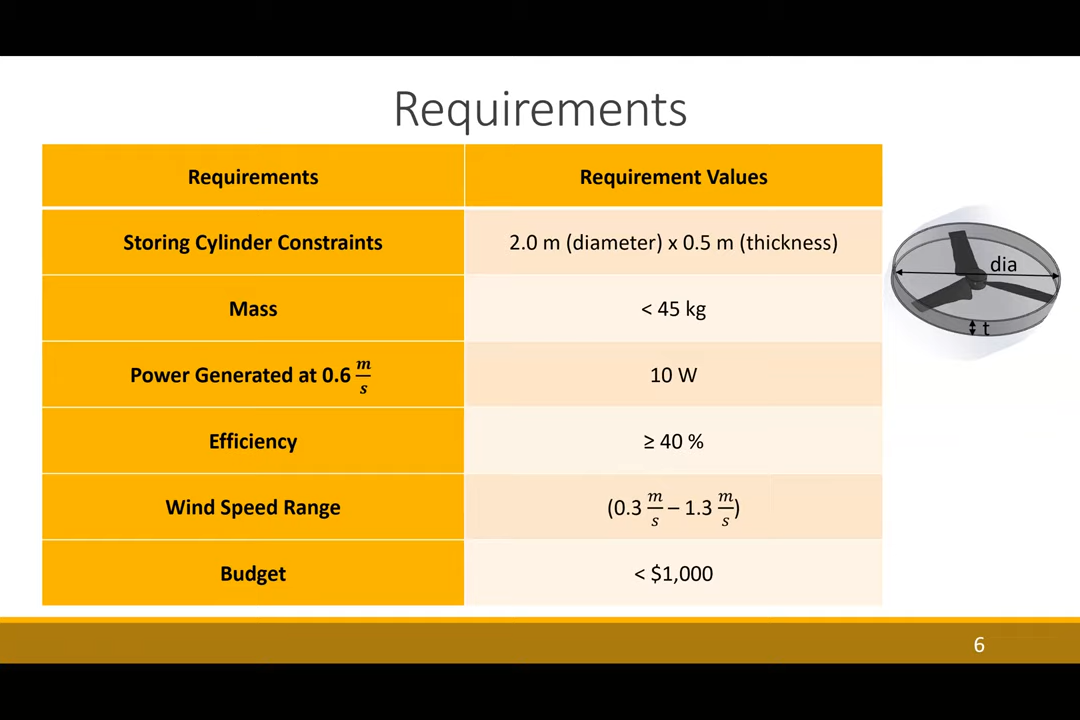 Requirements
Requirements Requirement Values
Storing Cylinder Constraints 2.0 m (diameter) x 0.5 m (thickness)
Mass < 45 kg
Power Generated at 0.6 m/s 10 W
Efficiency ≥ 40 %
Wind Speed Range (0.3 m/s – 1.3 m/s)
Budget < $1,000
dia
t
6